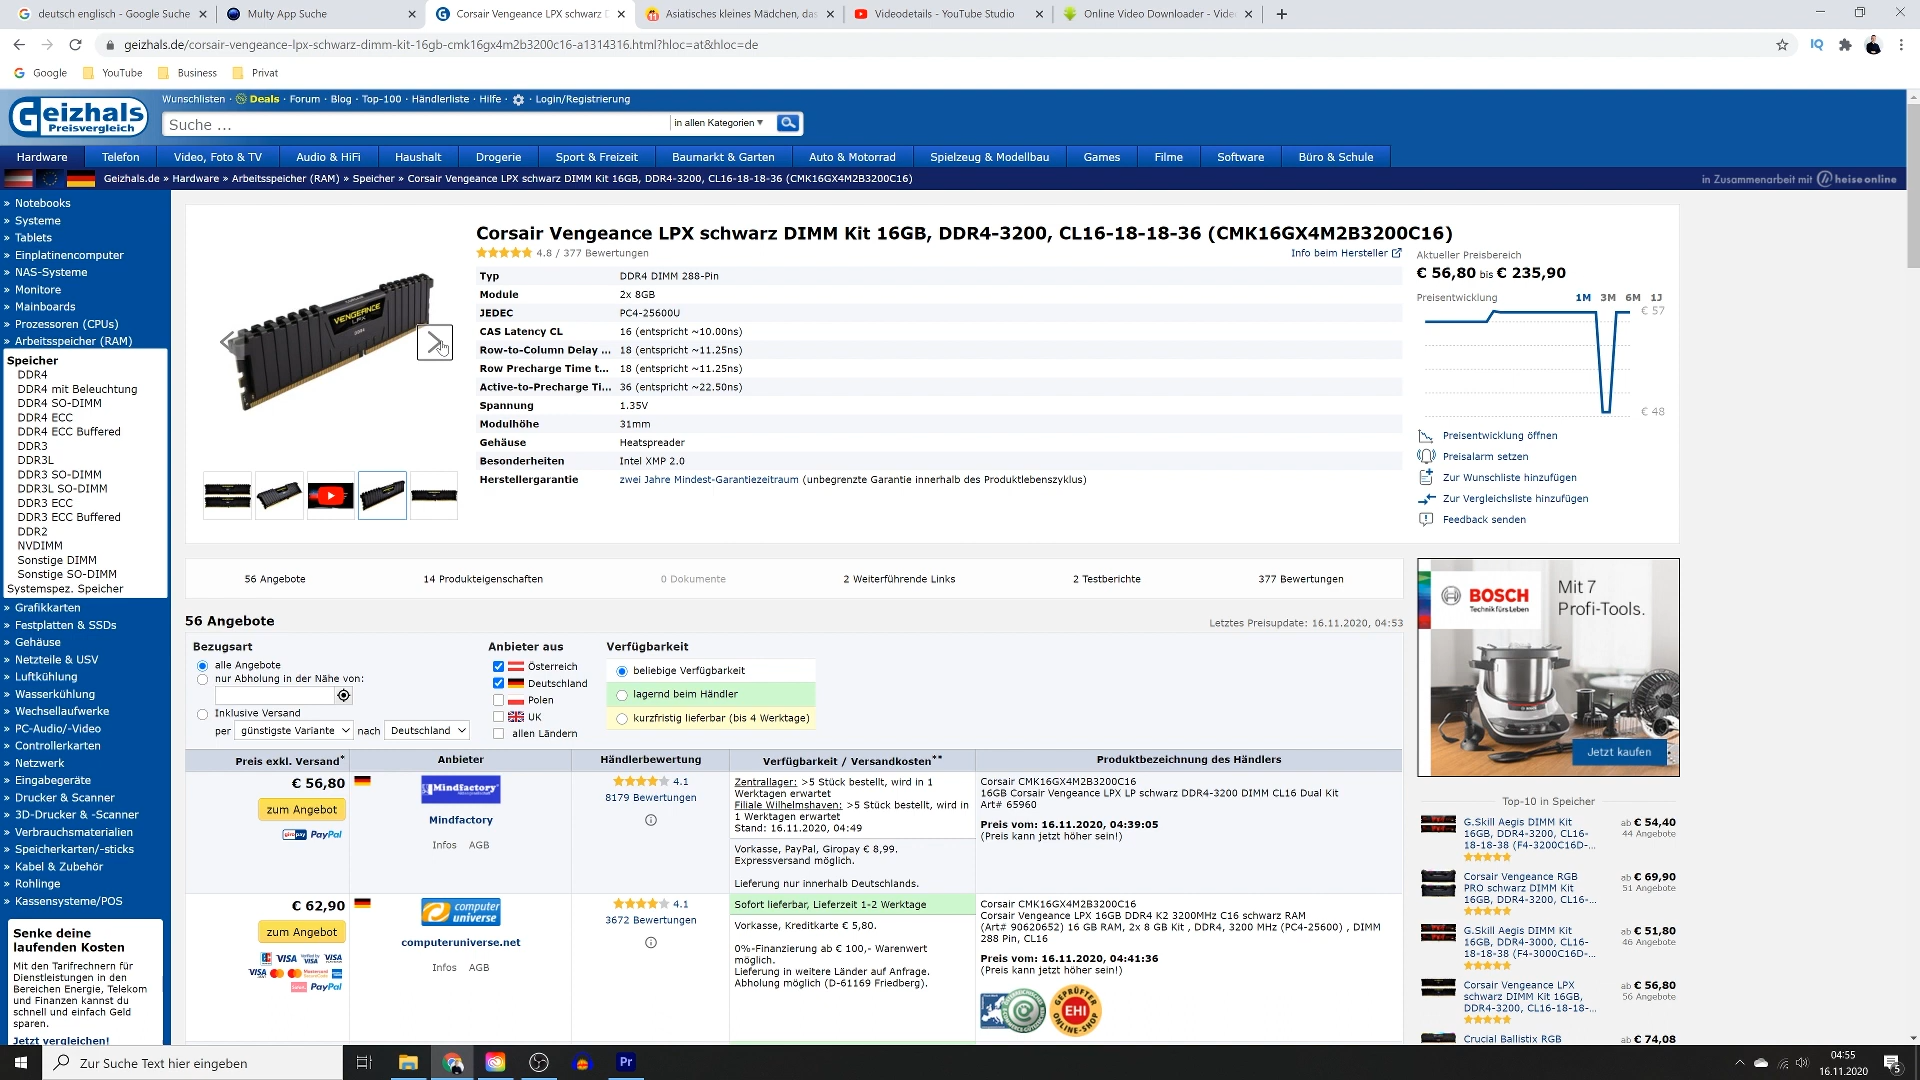 deutsch englisch - Google Suche
Multy App Suche
Corsair Vengeance LPX schwarz D
Asiatisches kleines Mädchen, das
Videodetails - YouTube Studio
Online Video Downloader - Vide
geizhals.de/corsair-vengeance-lpx-schwarz-dimm-kit-16gb-cmk16gx4m2b3200c16-a1314316.html?hloc=at&hloc=de
Google YouTube Business Privat
Geizhals
Preisvergleich
Wunschlisten · Deals · Forum · Blog · Top-100 · Händlerliste · Hilfe · · Login/Registrierung
Suche ...
in allen Kategorien
Hardware Telefon Video, Foto & TV Audio & HiFi Haushalt Drogerie Sport & Freizeit Baumarkt & Garten Auto & Motorrad Spielzeug & Modellbau Games Filme Software Büro & Schule
Geizhals.de » Hardware » Arbeitsspeicher (RAM) » Speicher » Corsair Vengeance LPX schwarz DIMM Kit 16GB, DDR4-3200, CL16-18-18-36 (CMK16GX4M2B3200C16)
in Zusammenarbeit mit heise online
» Notebooks
» Systeme
» Tablets
» Einplatinencomputer
» NAS-Systeme
» Monitore
» Mainboards
» Prozessoren (CPUs)
» Arbeitsspeicher (RAM)
Speicher
DDR4
DDR4 mit Beleuchtung
DDR4 SO-DIMM
DDR4 ECC
DDR4 ECC Buffered
DDR3
DDR3L
DDR3 SO-DIMM
DDR3L SO-DIMM
DDR3 ECC
DDR3 ECC Buffered
DDR2
NVDIMM
Sonstige DIMM
Sonstige SO-DIMM
Systemspez. Speicher
» Grafikkarten
» Festplatten & SSDs
» Gehäuse
» Netzteile & USV
» Luftkühlung
» Wasserkühlung
» Wechsellaufwerke
» PC-Audio/-Video
» Controllerkarten
» Netzwerk
» Eingabegeräte
» Drucker & Scanner
» 3D-Drucker & -Scanner
» Verbrauchsmaterialien
» Speicherkarten/-sticks
» Kabel & Zubehör
» Rohlinge
» Kassensysteme/POS
Senke deine
laufenden Kosten
Mit den Tarifrechnern für
Dienstleistungen in den
Bereichen Energie, Telekom
und Finanzen kannst du
schnell und einfach Geld
sparen.
Jetzt vergleichen!
VENGEANCE
LPX
Corsair Vengeance LPX schwarz DIMM Kit 16GB, DDR4-3200, CL16-18-18-36 (CMK16GX4M2B3200C16)
4.8 / 377 Bewertungen
Info beim Hersteller
Typ DDR4 DIMM 288-Pin
Module 2x 8GB
JEDEC PC4-25600U
CAS Latency CL 16 (entspricht ~10.00ns)
Row-to-Column Delay ... 18 (entspricht ~11.25ns)
Row Precharge Time t... 18 (entspricht ~11.25ns)
Active-to-Precharge Ti... 36 (entspricht ~22.50ns)
Spannung 1.35V
Modulhöhe 31mm
Gehäuse Heatspreader
Besonderheiten Intel XMP 2.0
Herstellergarantie zwei Jahre Mindest-Garantiezeitraum (unbegrenzte Garantie innerhalb des Produktlebenszyklus)
Aktueller Preisbereich
€ 56,80 bis € 235,90
Preisentwicklung 1M 3M 6M 1J
€ 57
€ 48
Preisentwicklung öffnen
Preisalarm setzen
Zur Wunschliste hinzufügen
Zur Vergleichsliste hinzufügen
Feedback senden
56 Angebote 14 Produkteigenschaften 0 Dokumente 2 Weiterführende Links 2 Testberichte 377 Bewertungen
56 Angebote
Letztes Preisupdate: 16.11.2020, 04:53
Bezugsart
alle Angebote
nur Abholung in der Nähe von:
Inklusive Versand
per günstigste Variante nach Deutschland
Anbieter aus
Österreich
Deutschland
Polen
UK
allen Ländern
Verfügbarkeit
beliebige Verfügbarkeit
lagernd beim Händler
kurzfristig lieferbar (bis 4 Werktage)
Preis exkl. Versand* Anbieter Händlerbewertung Verfügbarkeit / Versandkosten** Produktbezeichnung des Händlers
€ 56,80
zum Angebot
giropay PayPal
Mindfactory
Mindfactory
Infos AGB
4.1
8179 Bewertungen
Zentrallager: >5 Stück bestellt, wird in 1
Werktagen erwartet
Filiale Wilhelmshaven: >5 Stück bestellt, wird in
1 Werktagen erwartet
Stand: 16.11.2020, 04:49
Vorkasse, PayPal, Giropay € 8,99.
Expressversand möglich.
Lieferung nur innerhalb Deutschlands.
Corsair CMK16GX4M2B3200C16
16GB Corsair Vengeance LPX LP schwarz DDR4-3200 DIMM CL16 Dual Kit
Art# 65960
Preis vom: 16.11.2020, 04:39:05
(Preis kann jetzt höher sein!)
€ 62,90
zum Angebot
VISA VISA
VISA
PayPal
computer
universe
computeruniverse.net
Infos AGB
4.1
3672 Bewertungen
Sofort lieferbar, Lieferzeit 1-2 Werktage
Vorkasse, Kreditkarte € 5,80.
0%-Finanzierung ab € 100,- Warenwert
möglich.
Lieferung in weitere Länder auf Anfrage.
Abholung möglich (D-61169 Friedberg).
Corsair CMK16GX4M2B3200C16
Corsair Vengeance LPX 16GB DDR4 K2 3200MHz C16 schwarz RAM
(Art# 90620652) 16 GB RAM, 2x 8 GB Kit , DDR4, 3200 MHz (PC4-25600) , DIMM
288 Pin, CL16
Preis vom: 16.11.2020, 04:41:36
(Preis kann jetzt höher sein!)
GEPRÜFTER
EHI
ONLINE-SHOP
BOSCH
Technik fürs Leben
Mit 7
Profi-Tools.
Jetzt kaufen
Top-10 in Speicher
G.Skill Aegis DIMM Kit
16GB, DDR4-3200, CL16-
18-18-38 (F4-3200C16D-...
ab € 54,40
44 Angebote
Corsair Vengeance RGB
PRO schwarz DIMM Kit
16GB, DDR4-3200, CL16-...
ab € 69,90
51 Angebote
G.Skill Aegis DIMM Kit
16GB, DDR4-3000, CL16-
18-18-38 (F4-3000C16D-...
ab € 51,80
46 Angebote
Corsair Vengeance LPX
schwarz DIMM Kit 16GB,
DDR4-3200, CL16-18-18-...
ab € 56,80
56 Angebote
Crucial Ballistix RGB
ab € 74,08
Zur Suche Text hier eingeben
Pr
04:55
16.11.2020
5